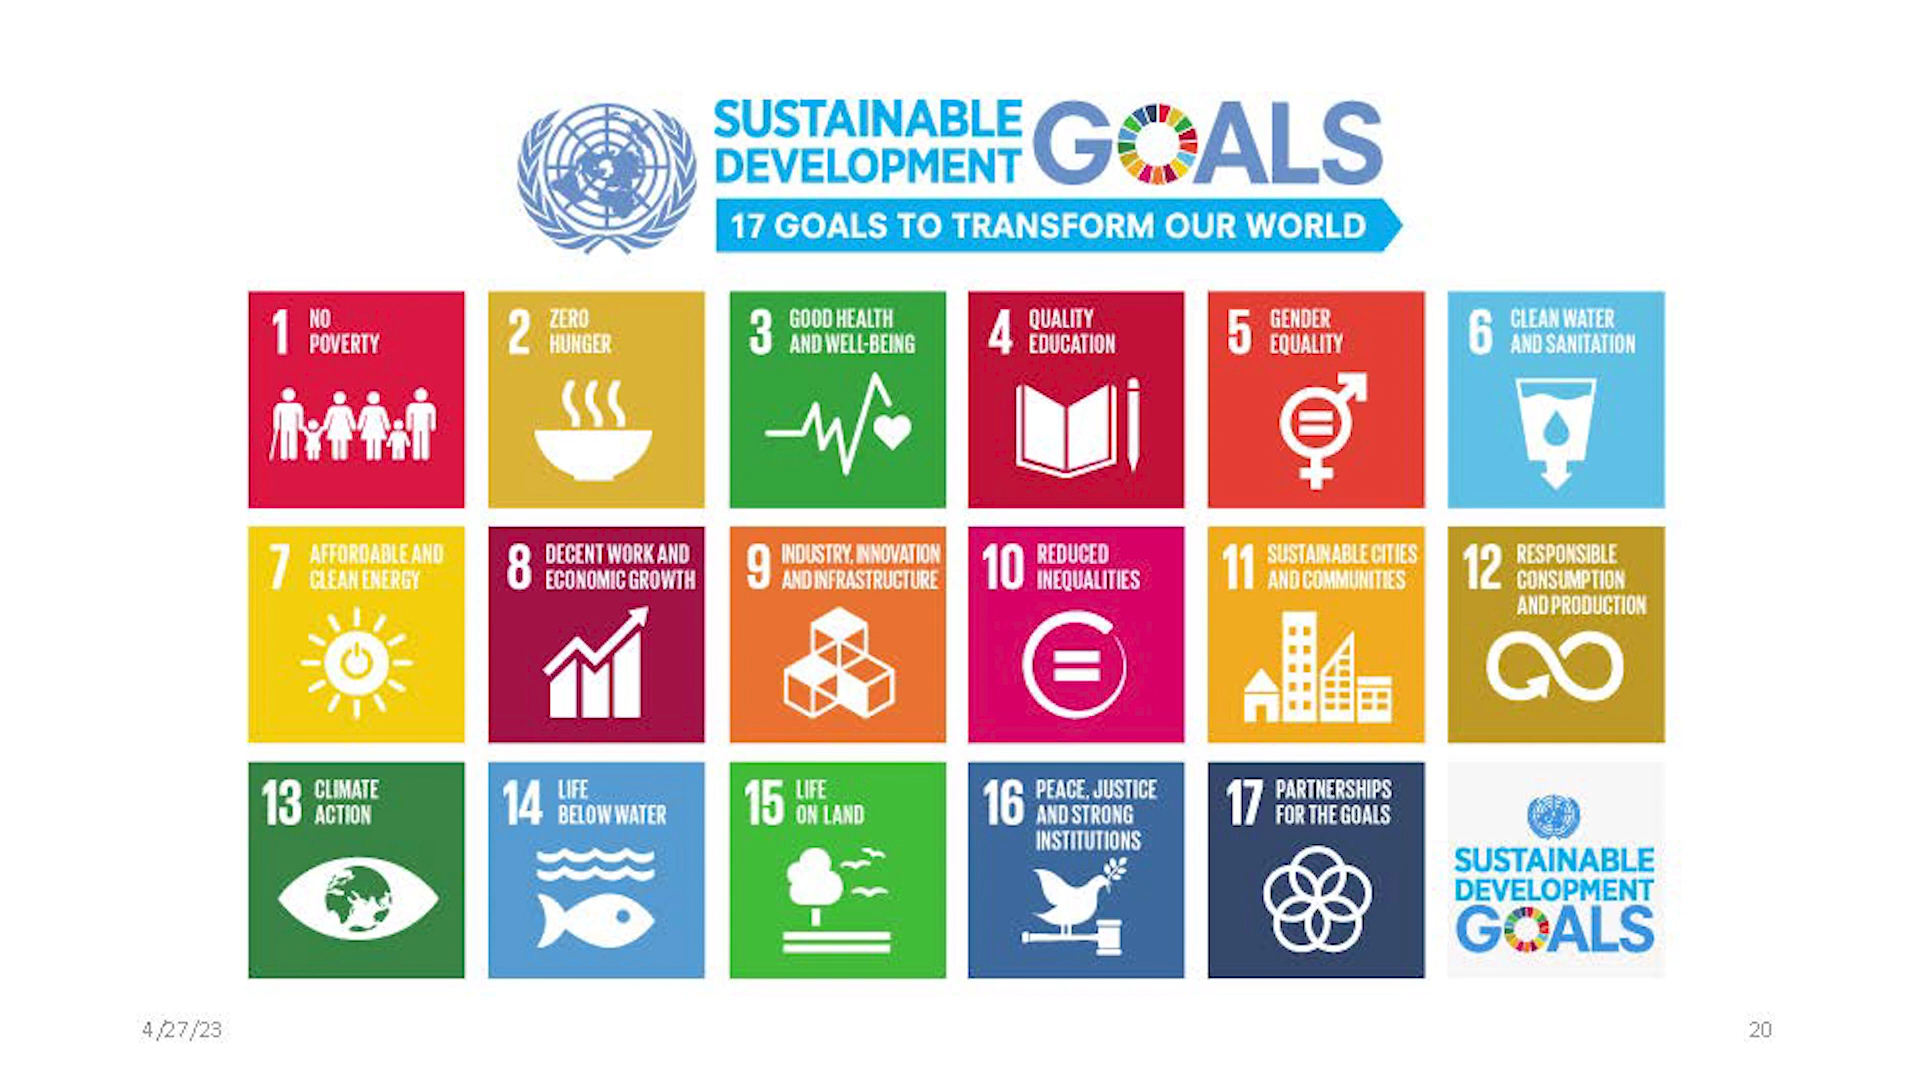 SUSTAINABLE
DEVELOPMENT
GOALS
17 GOALS TO TRANSFORM OUR WORLD
1 NO
POVERTY
2 ZERO
HUNGER
3 GOOD HEALTH
AND WELL-BEING
4 QUALITY
EDUCATION
5 GENDER
EQUALITY
6 CLEAN WATER
AND SANITATION
7 AFFORDABLE AND
CLEAN ENERGY
8 DECENT WORK AND
ECONOMIC GROWTH
9 INDUSTRY, INNOVATION
AND INFRASTRUCTURE
10 REDUCED
INEQUALITIES
11 SUSTAINABLE CITIES
AND COMMUNITIES
12 RESPONSIBLE
CONSUMPTION
AND PRODUCTION
13 CLIMATE
ACTION
14 LIFE
BELOW WATER
15 LIFE
ON LAND
16 PEACE, JUSTICE
AND STRONG
INSTITUTIONS
17 PARTNERSHIPS
FOR THE GOALS
SUSTAINABLE
DEVELOPMENT
GOALS
4/27/23
20